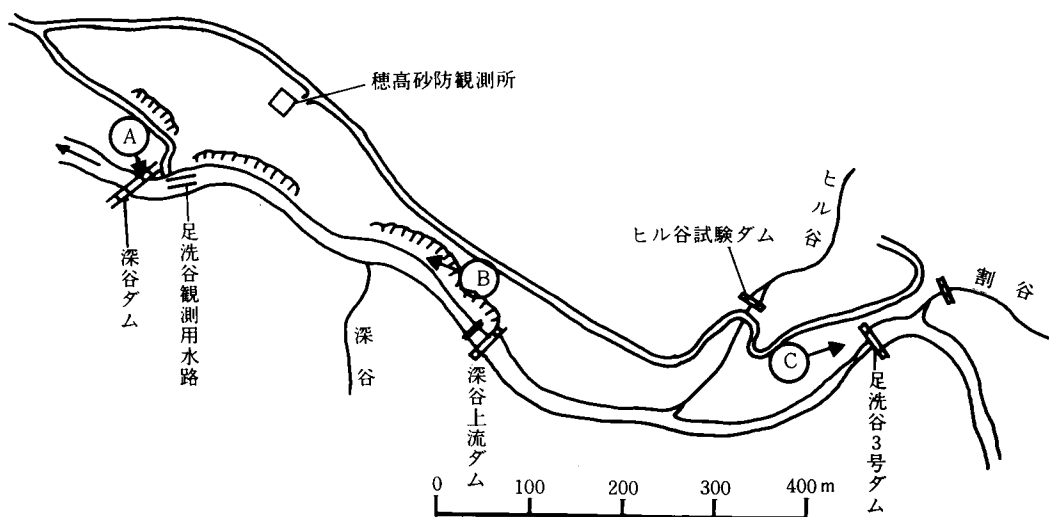 穂高砂防観測所
A
深谷ダム
足洗谷観測用水路
深谷
B
深谷上流ダム
ヒル谷試験ダム
ヒル谷
割谷
C
足洗谷3号ダム
0 100 200 300 400m